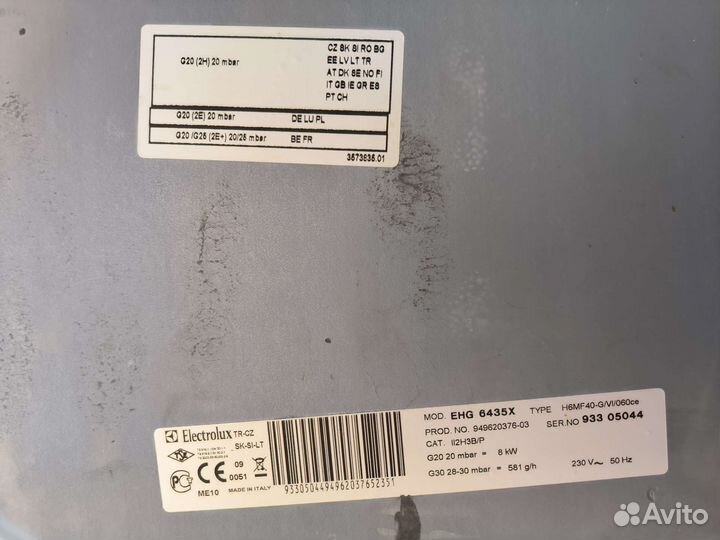 G20 (2H) 20 mbar
CZ SK SI RO BG
EE LV LT TR
AT DK SE NO FI
IT GB IE GR ES
PT CH
G20 (2E) 20 mbar DE LU PL
G20 /G25 (2E+) 20/25 mbar BE FR
3573835.01
Electrolux TR-CZ
SK-SI-LT
09
0051
ME10 MADE IN ITALY
MOD. EHG 6435X TYPE H6MF40-G/VI/060ce
PROD. NO. 949620376-03 SER.NO 933 05044
CAT. II2H3B/P
G20 20 mbar = 8 kW
G30 28-30 mbar = 581 g/h 230 V～ 50 Hz
9330504494962037652351
Avito